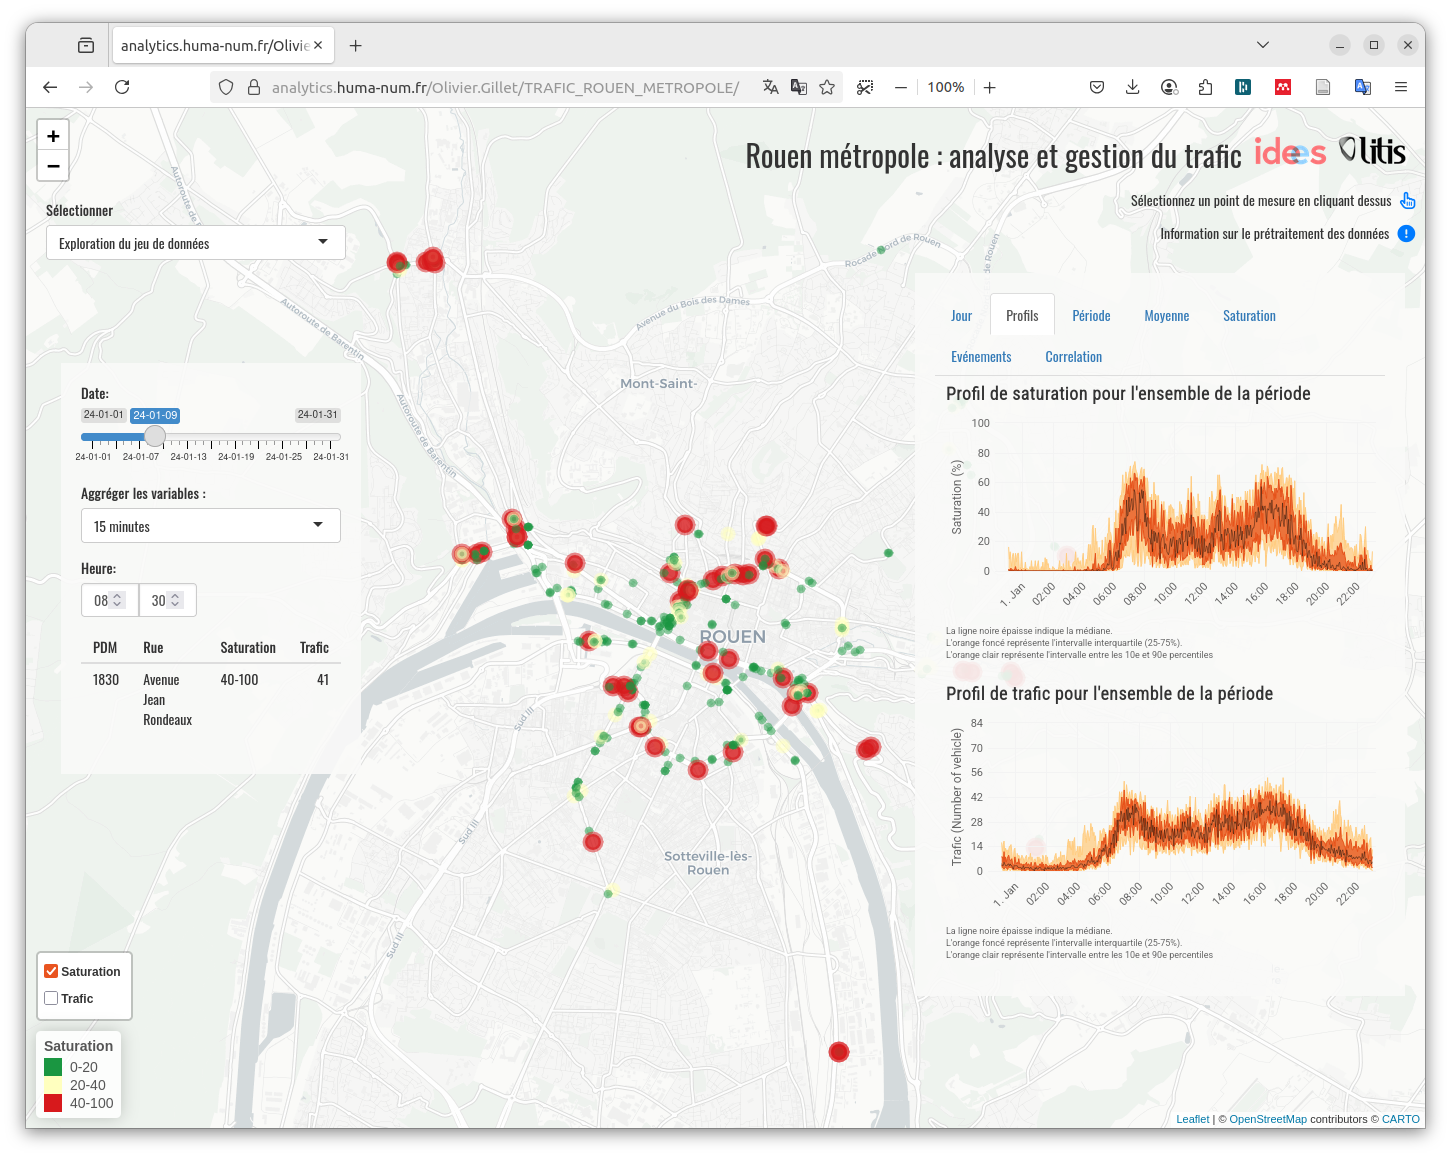 analytics.huma-num.fr/Olivie
analytics.huma-num.fr/Olivier.Gillet/TRAFIC_ROUEN_METROPOLE/
100%
+
−
Rouen métropole : analyse et gestion du trafic
idees
litis
Sélectionnez un point de mesure en cliquant dessus
Information sur le prétraitement des données
Sélectionner
Exploration du jeu de données
Date:
24-01-01
24-01-09
24-01-31
24-01-01 24-01-07 24-01-13 24-01-19 24-01-25 24-01-31
Aggréger les variables :
15 minutes
Heure:
08 30
PDM Rue Saturation Trafic
1830 Avenue 40-100 41
Jean
Rondeaux
Autoroute de Barentin
Autoroute de Barentin
Autoroute de Barentin
Avenue du Bois des Dames
Rocade Nord de Rouen
de Rouen
Mont-Saint-
ROUEN
Sud III
Sud III
Sud III
Sotteville-lès-
Rouen
Jour Profils Période Moyenne Saturation
Evénements Correlation
Profil de saturation pour l'ensemble de la période
Saturation (%)
100
80
60
40
20
0
1. Jan 02:00 04:00 06:00 08:00 10:00 12:00 14:00 16:00 18:00 20:00 22:00
La ligne noire épaisse indique la médiane.
L'orange foncé représente l'intervalle interquartile (25-75%).
L'orange clair représente l'intervalle entre les 10e et 90e percentiles
Profil de trafic pour l'ensemble de la période
Trafic (Number of vehicle)
84
70
56
42
28
14
0
1. Jan 02:00 04:00 06:00 08:00 10:00 12:00 14:00 16:00 18:00 20:00 22:00
La ligne noire épaisse indique la médiane.
L'orange foncé représente l'intervalle interquartile (25-75%).
L'orange clair représente l'intervalle entre les 10e et 90e percentiles
Saturation
Trafic
Saturation
0-20
20-40
40-100
Leaflet | © OpenStreetMap contributors © CARTO